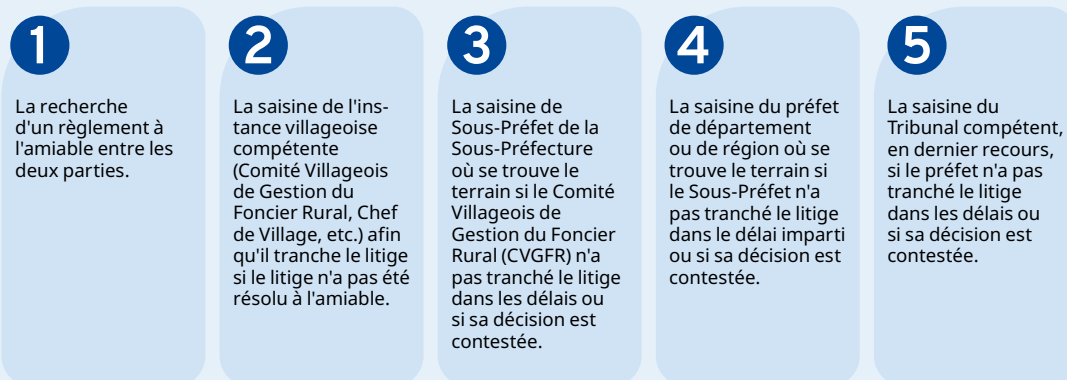 1
La recherche
d'un règlement à
l'amiable entre les
deux parties.
2
La saisine de l'ins-
tance villageoise
compétente
(Comité Villageois
de Gestion du
Foncier Rural, Chef
de Village, etc.) afin
qu'il tranche le litige
si le litige n'a pas été
résolu à l'amiable.
3
La saisine de
Sous-Préfet de la
Sous-Préfecture
où se trouve le
terrain si le Comité
Villageois de
Gestion du Foncier
Rural (CVGFR) n'a
pas tranché le litige
dans les délais ou
si sa décision est
contestée.
4
La saisine du préfet
de département
ou de région où se
trouve le terrain si
le Sous-Préfet n'a
pas tranché le litige
dans le délai imparti
ou si sa décision est
contestée.
5
La saisine du
Tribunal compétent,
en dernier recours,
si le préfet n'a pas
tranché le litige
dans les délais ou
si sa décision est
contestée.